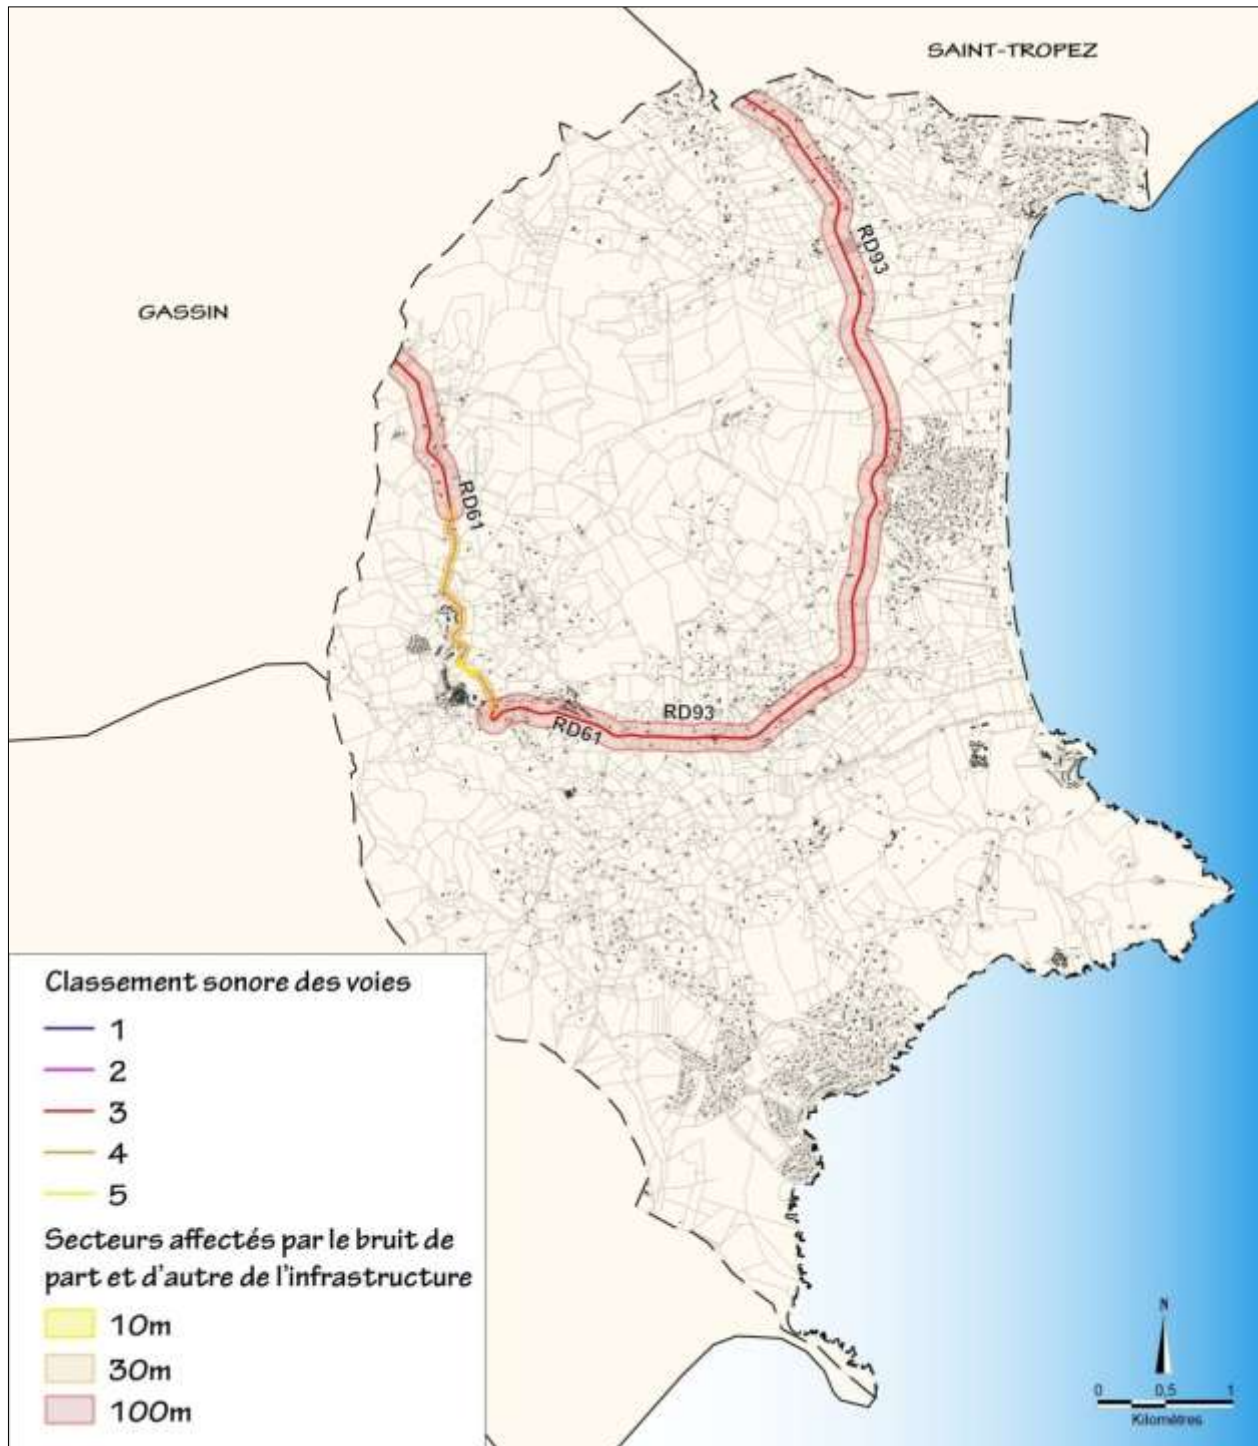 SAINT-TROPEZ
RD93
GASSIN
RD61
RD93
RD61
Classement sonore des voies
1
2
3
4
5
Secteurs affectés par le bruit de
part et d'autre de l'infrastructure
10m
30m
100m
N
0 0,5 1
Kilomètres